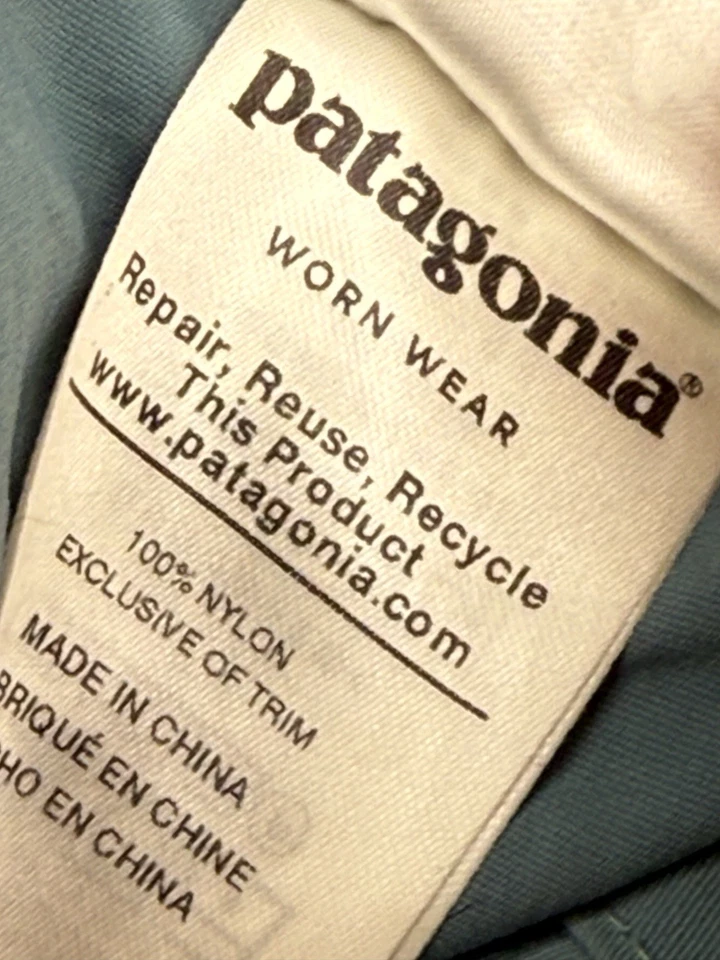 patagonia®
WORN WEAR
Repair, Reuse, Recycle
This Product
www.patagonia.com
100% NYLON
EXCLUSIVE OF TRIM
MADE IN CHINA
BRIQUÉ EN CHINE
HO EN CHINA